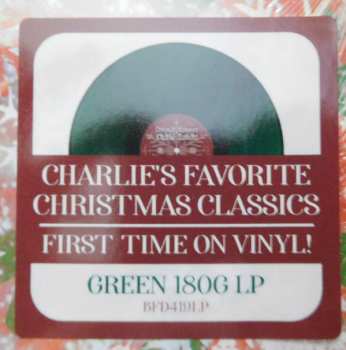 CHARLIE'S FAVORITE
CHRISTMAS CLASSICS
FIRST TIME ON VINYL!
GREEN 180G LP
BFD419LP